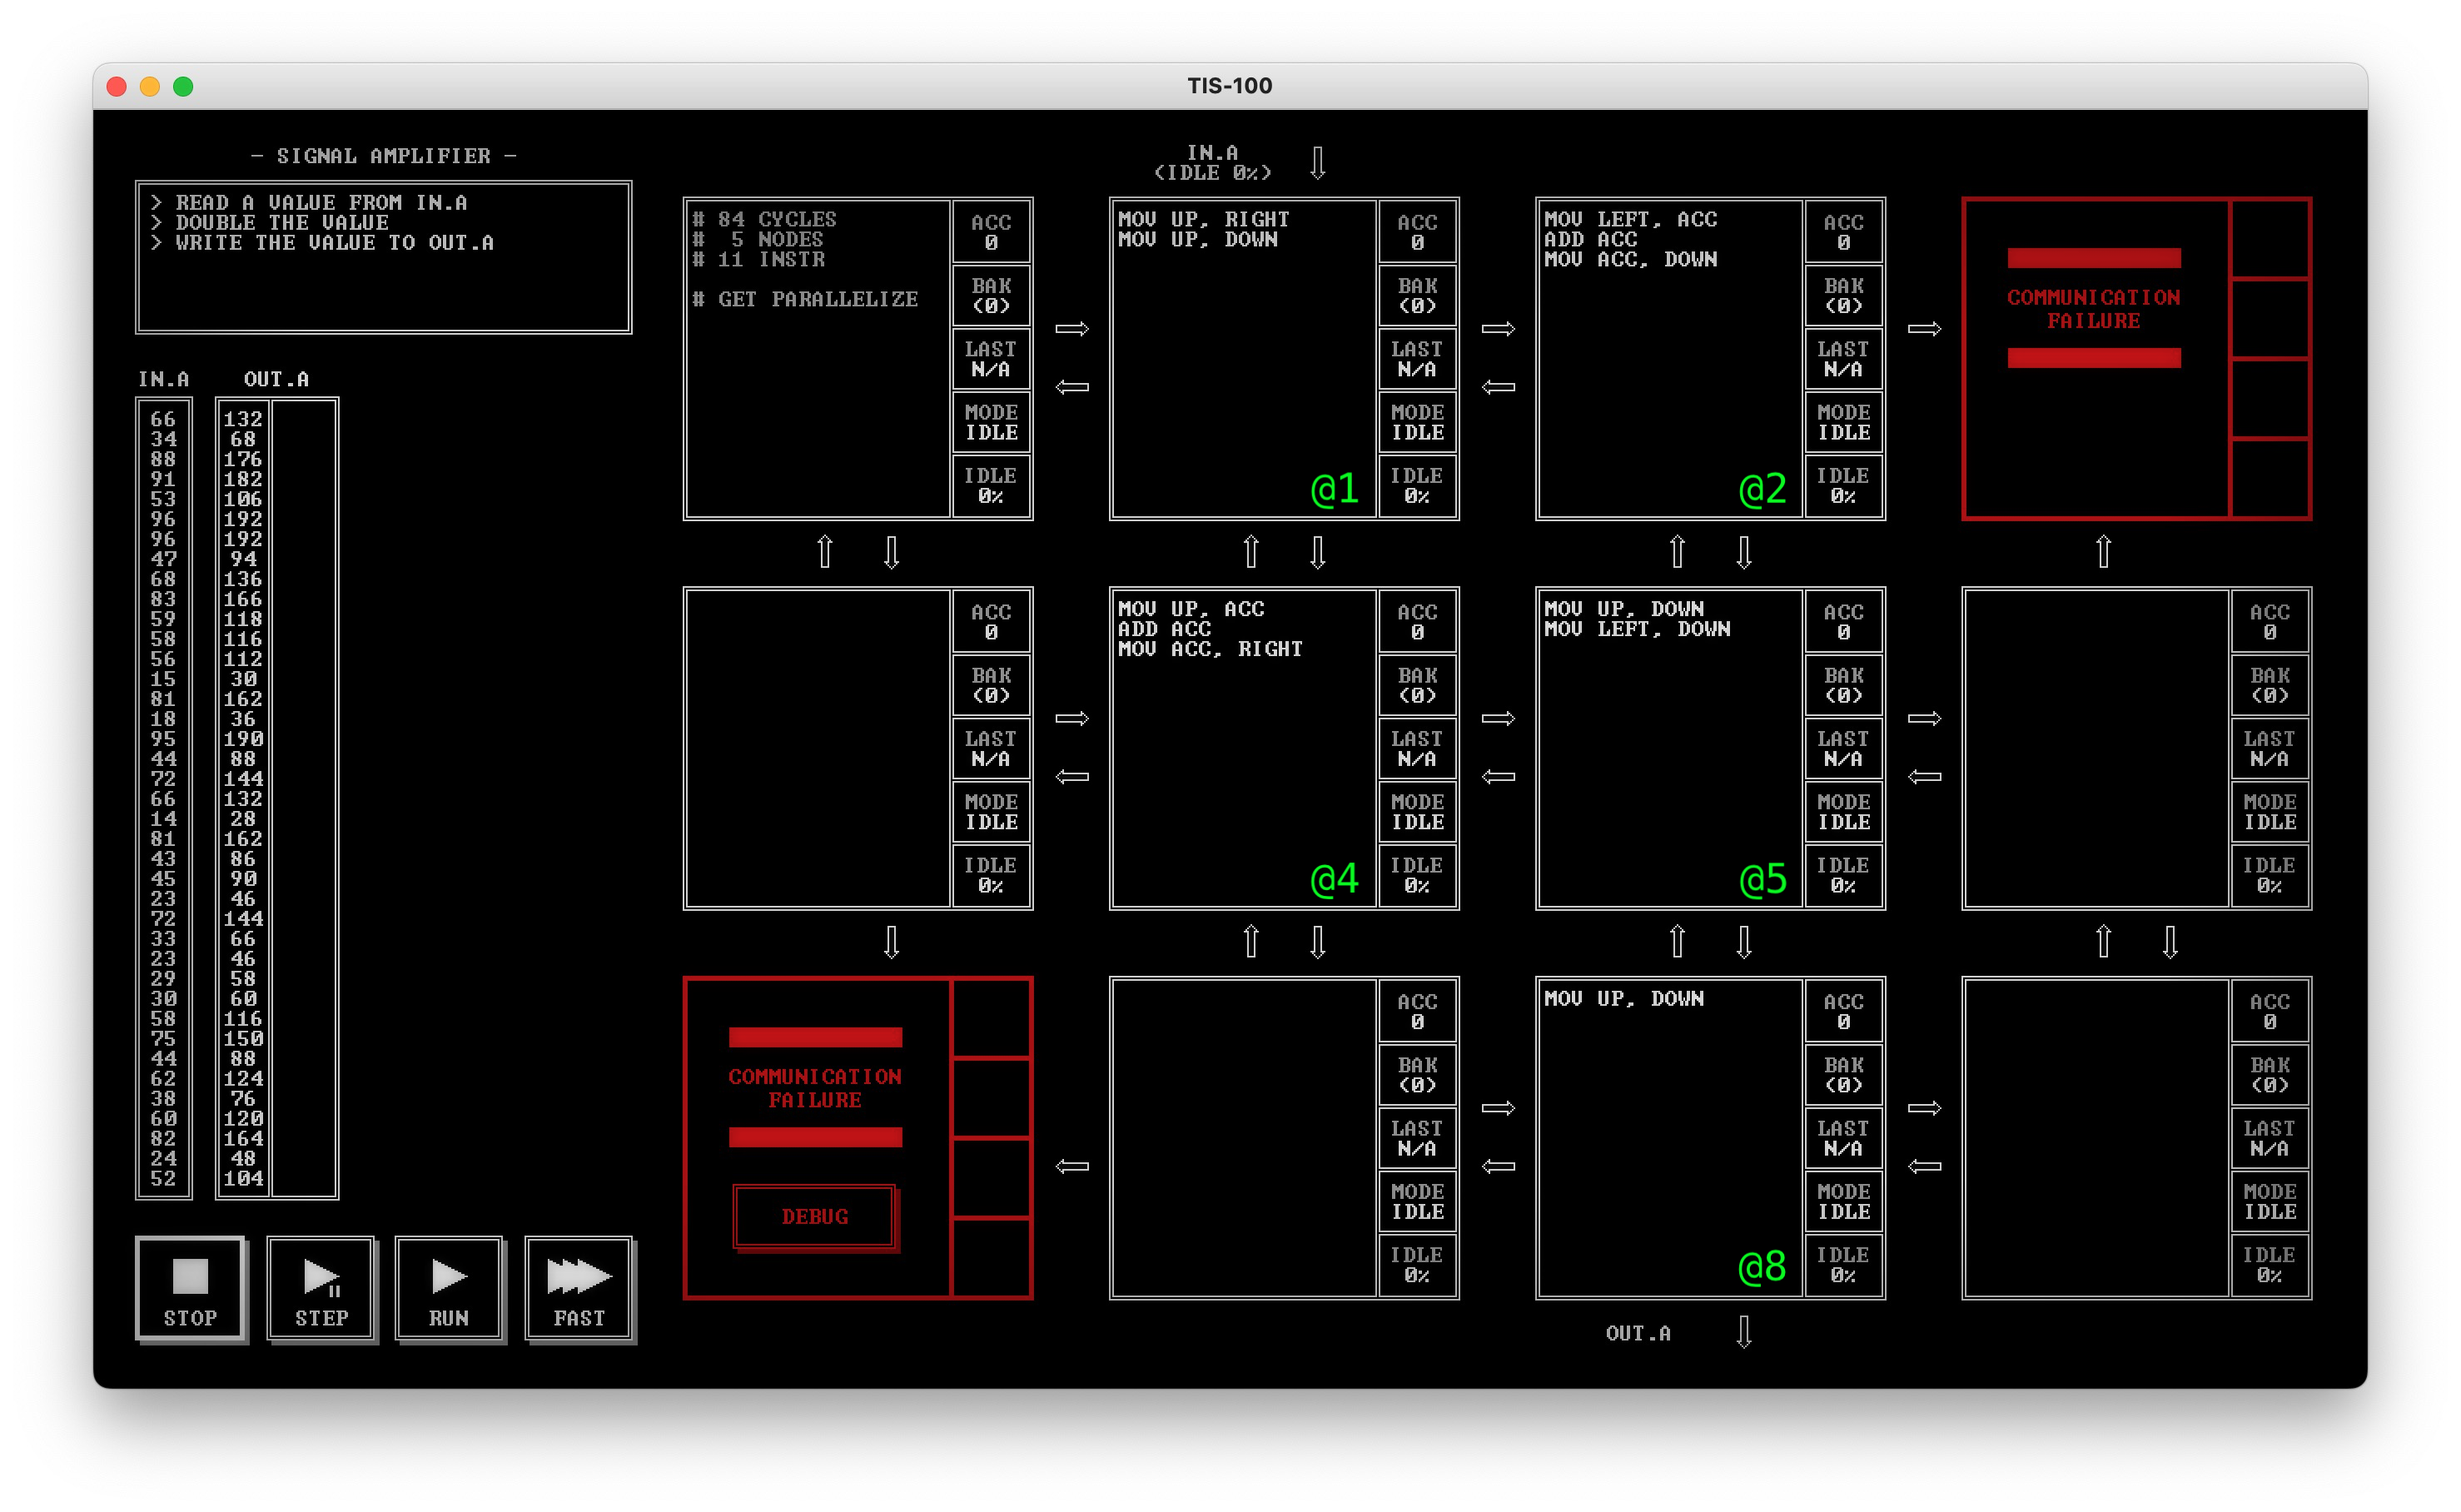 TIS-100
- SIGNAL AMPLIFIER -
> READ A VALUE FROM IN.A
> DOUBLE THE VALUE
> WRITE THE VALUE TO OUT.A
IN.A OUT.A
66 132
34 68
88 176
91 182
53 106
96 192
96 192
47 94
68 136
83 166
59 118
58 116
56 112
15 30
81 162
18 36
95 190
44 88
72 144
66 132
14 28
81 162
43 86
45 90
23 46
72 144
33 66
23 46
29 58
30 60
58 116
75 150
44 88
62 124
38 76
60 120
82 164
24 48
52 104
STOP
STEP
RUN
FAST
IN.A
(IDLE 0%)
# 84 CYCLES
#  5 NODES
# 11 INSTR
# GET PARALLELIZE
ACC
0
BAK
(0)
LAST
N/A
MODE
IDLE
IDLE
0%
MOV UP, RIGHT
MOV UP, DOWN
@1
ACC
0
BAK
(0)
LAST
N/A
MODE
IDLE
IDLE
0%
MOV LEFT, ACC
ADD ACC
MOV ACC, DOWN
@2
ACC
0
BAK
(0)
LAST
N/A
MODE
IDLE
IDLE
0%
COMMUNICATION
FAILURE
ACC
0
BAK
(0)
LAST
N/A
MODE
IDLE
IDLE
0%
MOV UP, ACC
ADD ACC
MOV ACC, RIGHT
@4
ACC
0
BAK
(0)
LAST
N/A
MODE
IDLE
IDLE
0%
MOV UP, DOWN
MOV LEFT, DOWN
@5
ACC
0
BAK
(0)
LAST
N/A
MODE
IDLE
IDLE
0%
ACC
0
BAK
(0)
LAST
N/A
MODE
IDLE
IDLE
0%
COMMUNICATION
FAILURE
DEBUG
ACC
0
BAK
(0)
LAST
N/A
MODE
IDLE
IDLE
0%
MOV UP, DOWN
@8
ACC
0
BAK
(0)
LAST
N/A
MODE
IDLE
IDLE
0%
ACC
0
BAK
(0)
LAST
N/A
MODE
IDLE
IDLE
0%
OUT.A